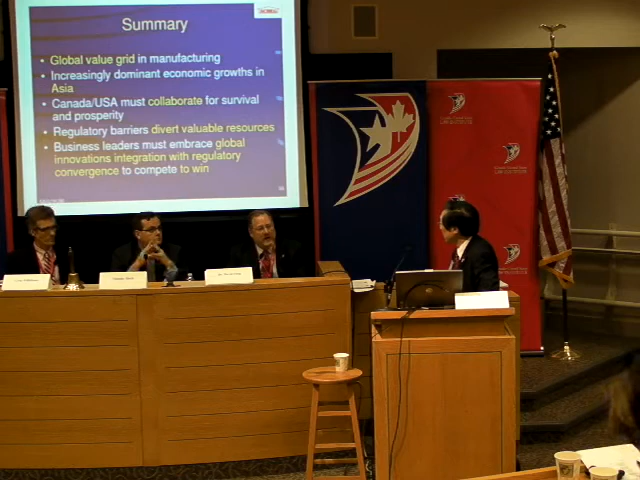 Summary
• Global value grid in manufacturing
• Increasingly dominant economic growths in
Asia
• Canada/USA must collaborate for survival
and prosperity
• Regulatory barriers divert valuable resources
• Business leaders must embrace global
innovations integration with regulatory
convergence to compete to win